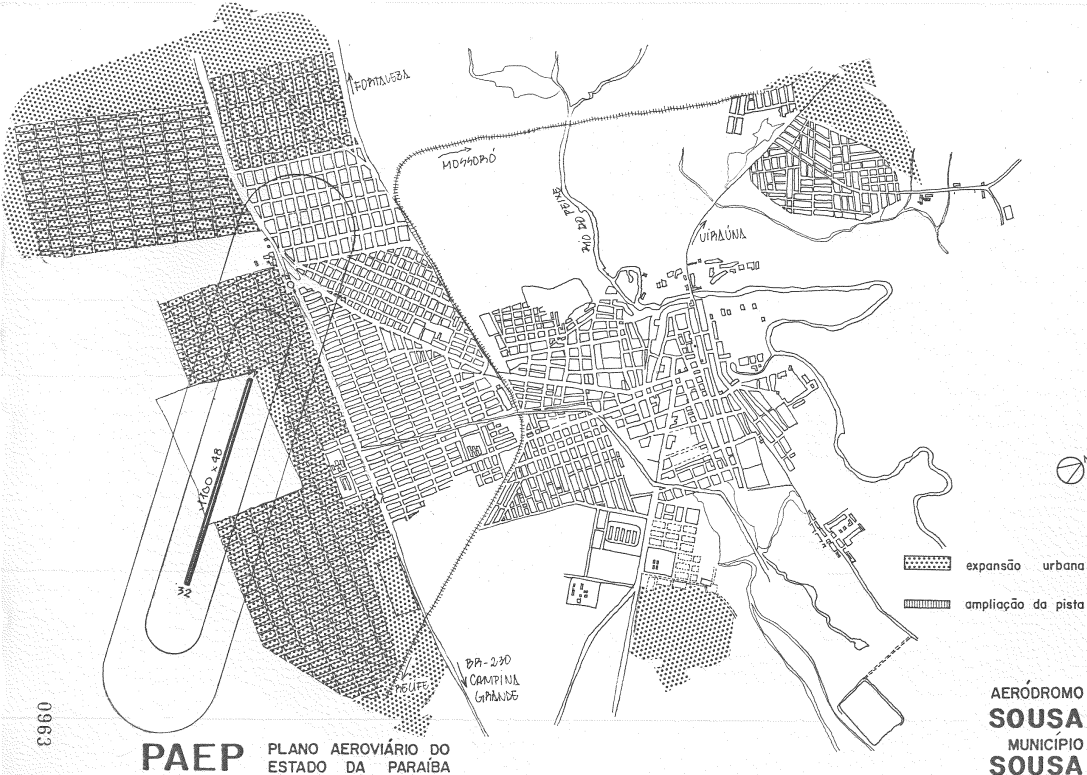 FORTALEZA
MOSSORÓ
RIO DO PEIXE
UIRAÚNA
1700 x 48
32
expansão urbana
ampliação da pista
RECIFE
BR-230
CAMPINA
GRANDE
0963
PAEP
PLANO AEROVIÁRIO DO
ESTADO DA PARAÍBA
AERÓDROMO
SOUSA
MUNICÍPIO
SOUSA
N